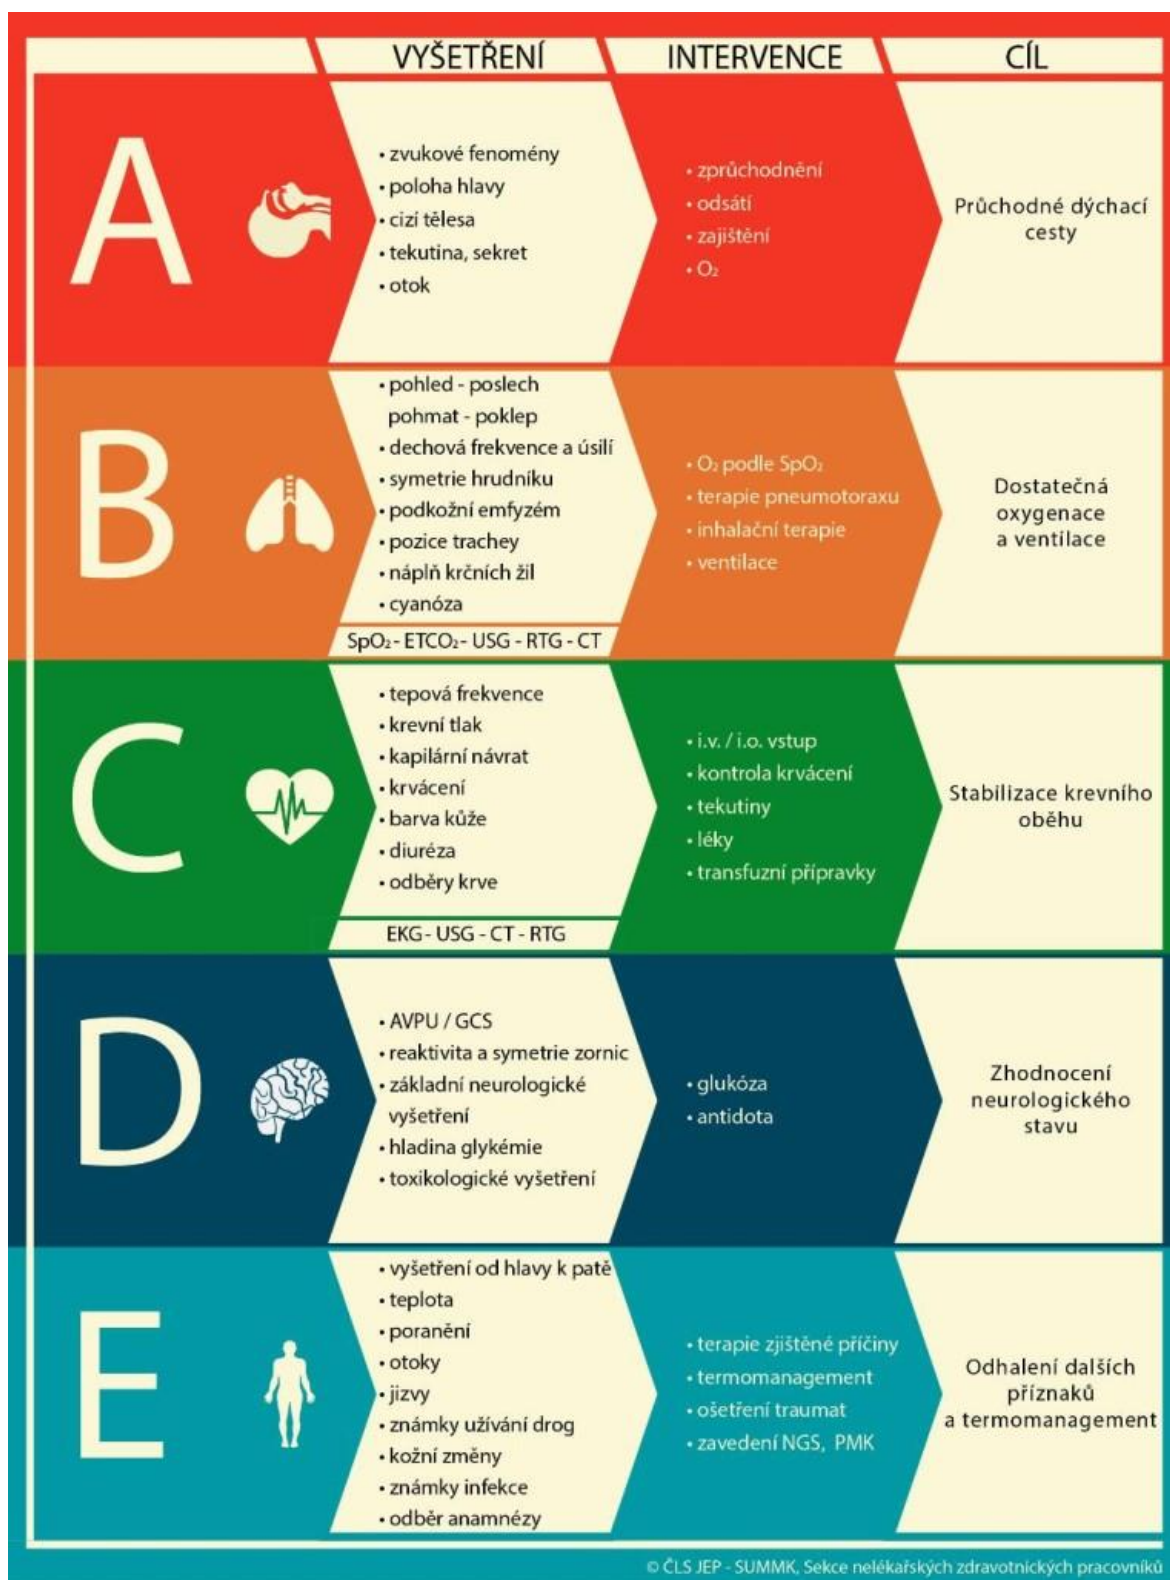 VYŠETŘENÍ
INTERVENCE
CÍL
A
• zvukové fenomény
• poloha hlavy
• cizí tělesa
• tekutina, sekret
• otok
• zprůchodnění
• odsátí
• zajištění
• O₂
Průchodné dýchací
cesty
B
• pohled - poslech
pohmat - poklep
• dechová frekvence a úsilí
• symetrie hrudníku
• podkožní emfyzém
• pozice trachey
• náplň krčních žil
• cyanóza
SpO₂ - ETCO₂ - USG - RTG - CT
• O₂ podle SpO₂
• terapie pneumotoraxu
• inhalační terapie
• ventilace
Dostatečná
oxygenace
a ventilace
C
• tepová frekvence
• krevní tlak
• kapilární návrat
• krvácení
• barva kůže
• diuréza
• odběry krve
EKG - USG - CT - RTG
• i.v. / i.o. vstup
• kontrola krvácení
• tekutiny
• léky
• transfuzní přípravky
Stabilizace krevního
oběhu
D
• AVPU / GCS
• reaktivita a symetrie zornic
• základní neurologické
vyšetření
• hladina glykémie
• toxikologické vyšetření
• glukóza
• antidota
Zhodnocení
neurologického
stavu
E
• vyšetření od hlavy k patě
• teplota
• poranění
• otoky
• jizvy
• známky užívání drog
• kožní změny
• známky infekce
• odběr anamnézy
• terapie zjištěné příčiny
• termomanagement
• ošetření traumat
• zavedení NGS, PMK
Odhalení dalších
příznaků
a termomanagement
© ČLS JEP - SUMMK, Sekce nelékařských zdravotnických pracovníků